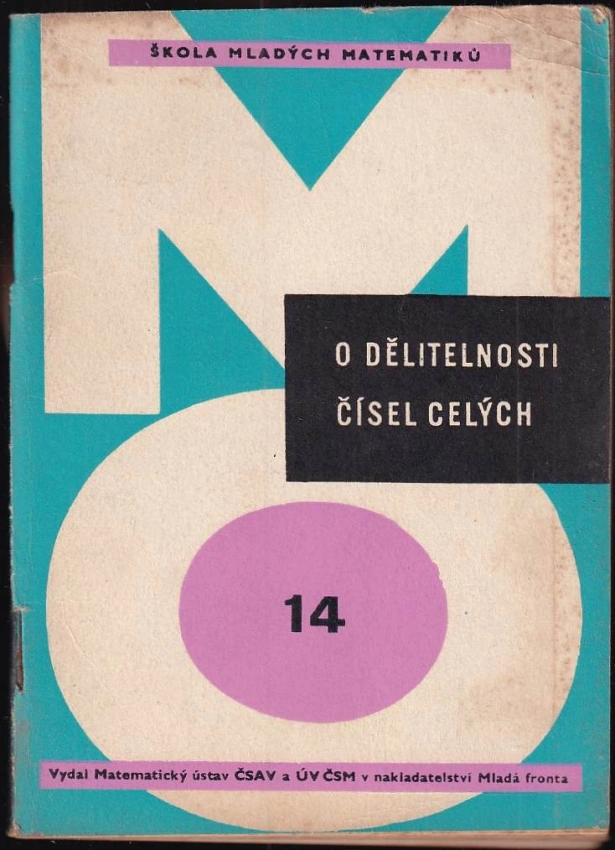 ŠKOLA MLADÝCH MATEMATIKŮ
O DĚLITELNOSTI
ČÍSEL CELÝCH
14
Vydal Matematický ústav ČSAV a ÚV ČSM v nakladatelství Mladá fronta